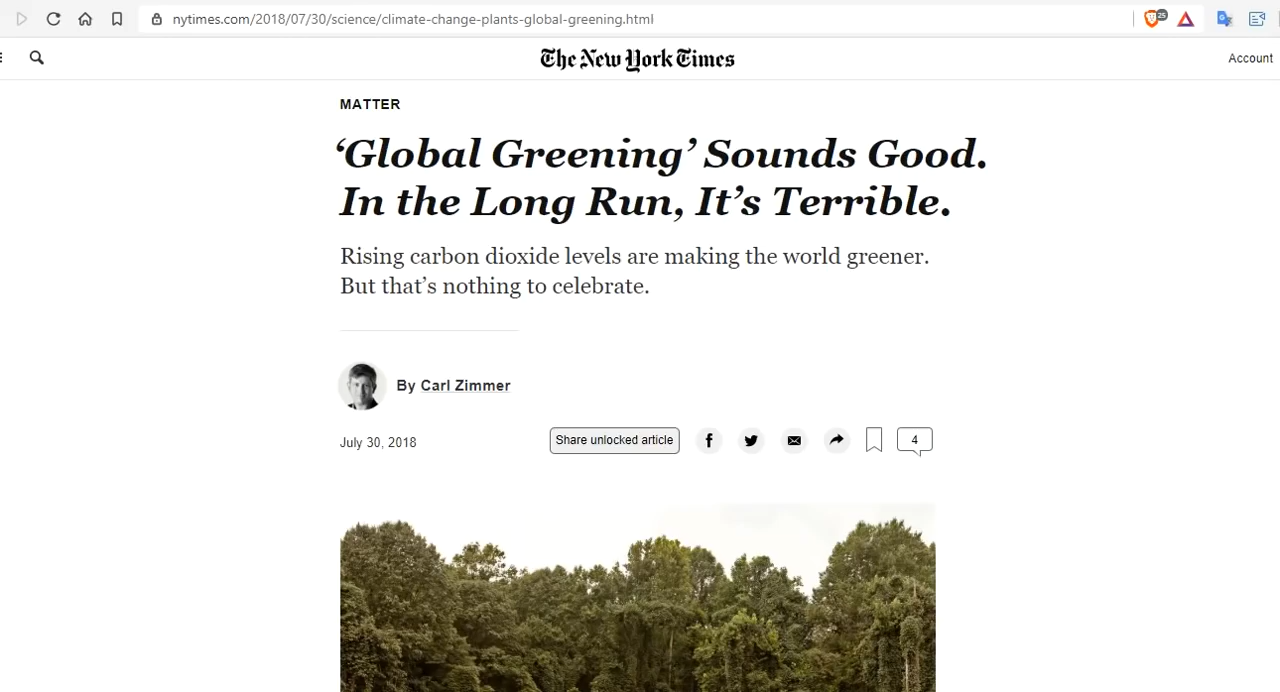 nytimes.com/2018/07/30/science/climate-change-plants-global-greening.html
25
The New York Times
Account
MATTER
‘Global Greening’ Sounds Good.
In the Long Run, It’s Terrible.
Rising carbon dioxide levels are making the world greener.
But that’s nothing to celebrate.
By Carl Zimmer
July 30, 2018
Share unlocked article
4